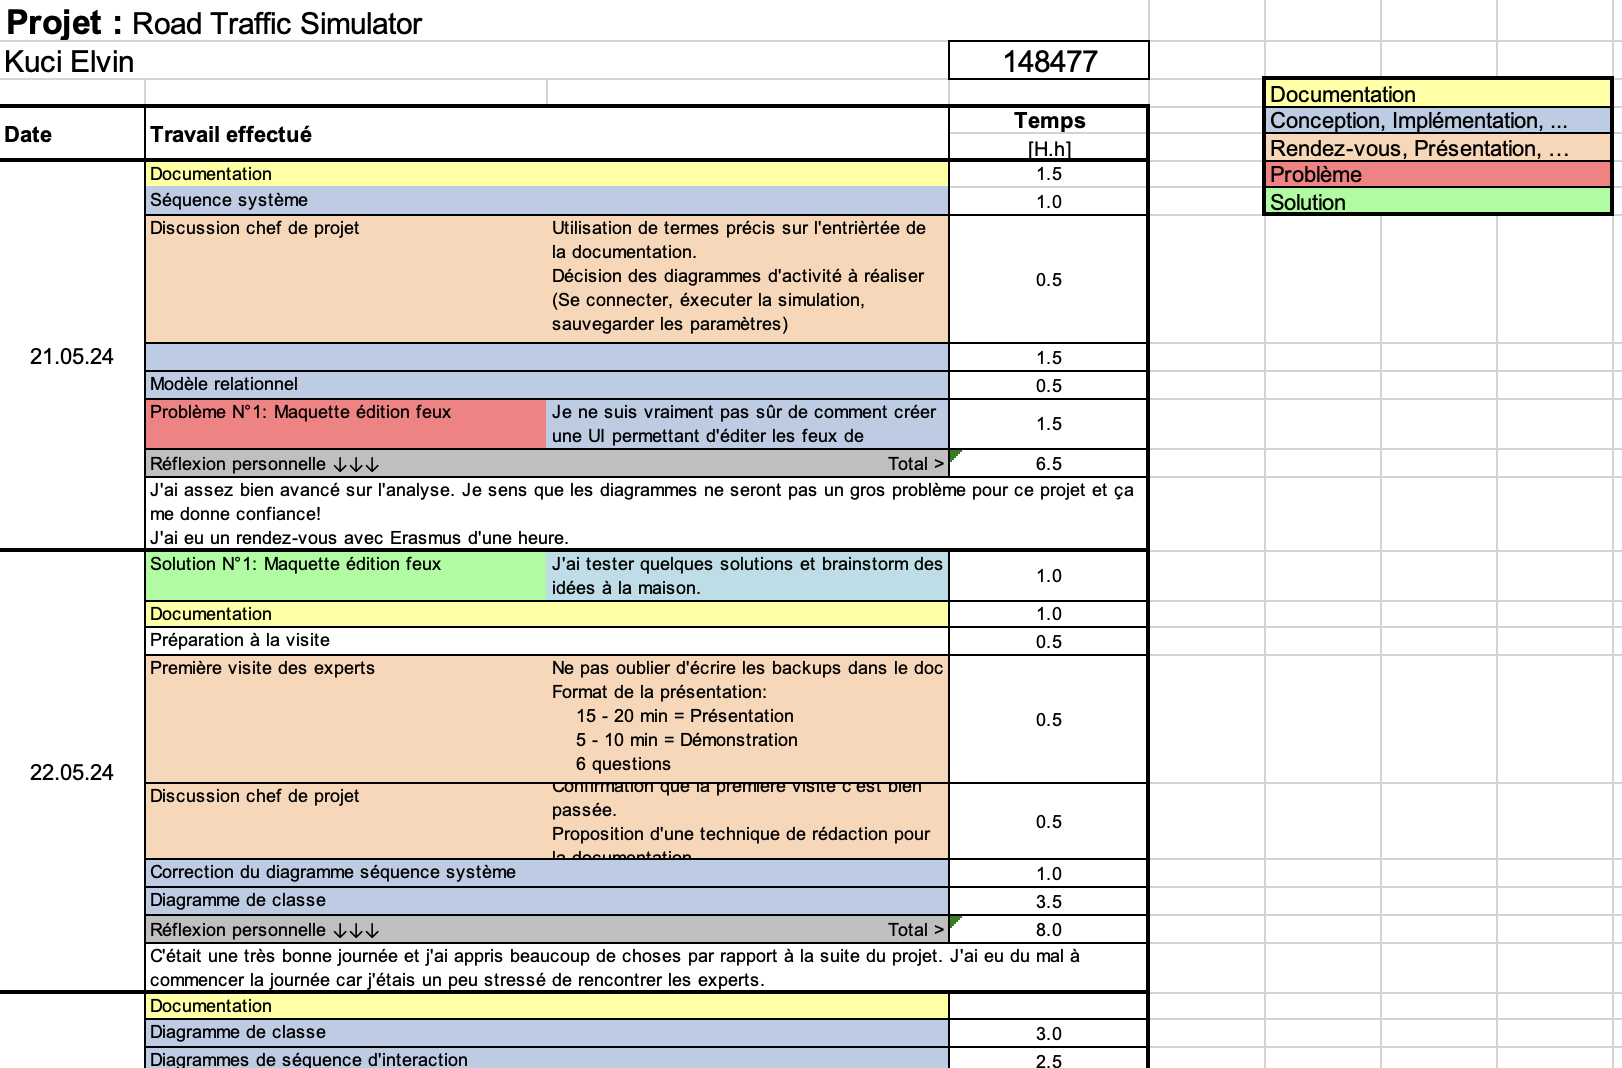 Projet : Road Traffic Simulator
Kuci Elvin
148477
Documentation
Conception, Implémentation, ...
Rendez-vous, Présentation, …
Problème
Solution
Date
Travail effectué
Temps
[H.h]
21.05.24
Documentation
1.5
Séquence système
1.0
Discussion chef de projet
Utilisation de termes précis sur l'entrièrtée de
la documentation.
Décision des diagrammes d'activité à réaliser
(Se connecter, éxecuter la simulation,
sauvegarder les paramètres)
0.5
1.5
Modèle relationnel
0.5
Problème N°1: Maquette édition feux
Je ne suis vraiment pas sûr de comment créer
une UI permettant d'éditer les feux de
1.5
Réflexion personnelle ↓↓↓
Total >
6.5
J'ai assez bien avancé sur l'analyse. Je sens que les diagrammes ne seront pas un gros problème pour ce projet et ça
me donne confiance!
J'ai eu un rendez-vous avec Erasmus d'une heure.
22.05.24
Solution N°1: Maquette édition feux
J'ai tester quelques solutions et brainstorm des
idées à la maison.
1.0
Documentation
1.0
Préparation à la visite
0.5
Première visite des experts
Ne pas oublier d'écrire les backups dans le doc
Format de la présentation:
15 - 20 min = Présentation
5 - 10 min = Démonstration
6 questions
0.5
Discussion chef de projet
Confirmation que la première visite c'est bien
passée.
Proposition d'une technique de rédaction pour
la documentation
0.5
Correction du diagramme séquence système
1.0
Diagramme de classe
3.5
Réflexion personnelle ↓↓↓
Total >
8.0
C'était une très bonne journée et j'ai appris beaucoup de choses par rapport à la suite du projet. J'ai eu du mal à
commencer la journée car j'étais un peu stressé de rencontrer les experts.
Documentation
Diagramme de classe
3.0
Diagrammes de séquence d'interaction
2.5